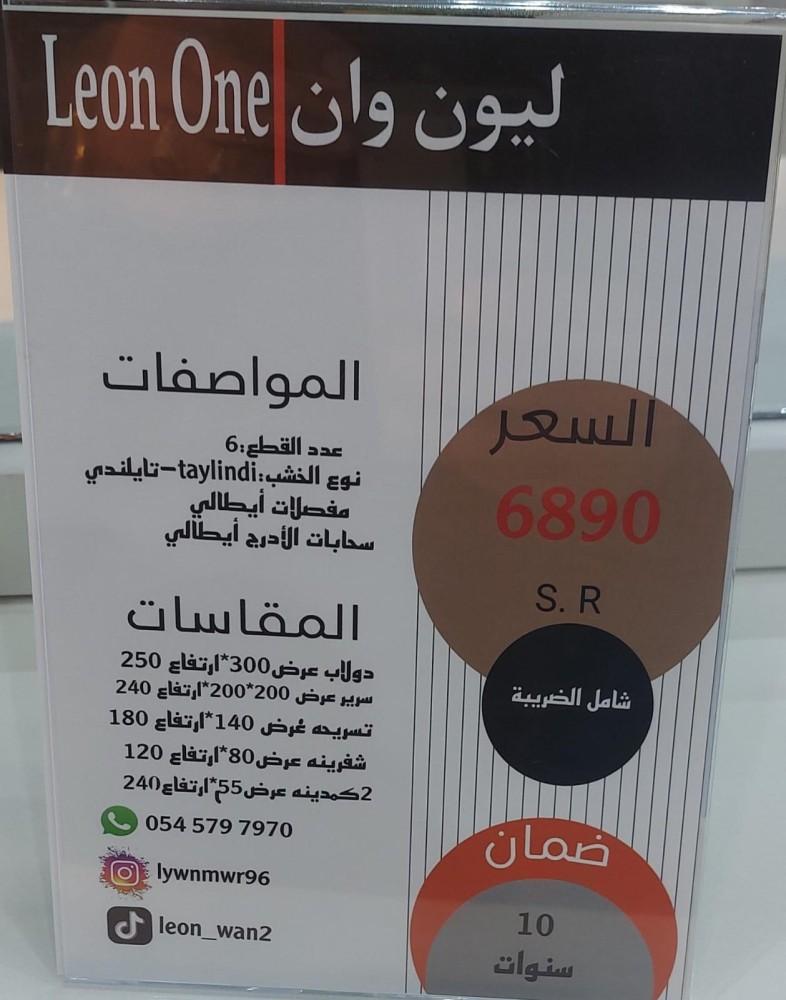 Leon One ليون وان
المواصفات
عدد القطع:6
نوع الخشب:taylindi-تايلندي
مفصلات أيطالي
سحابات الأدرج أيطالي
المقاسات
دولاب عرض300*ارتفاع 250
سرير عرض 200*200*ارتفاع 240
تسريحه عرض 140*ارتفاع 180
شفرينه عرض80*ارتفاع 120
2كمدينه عرض55*ارتفاع240
054 579 7970
lywnmwr96
leon_wan2
السعر
6890
S. R
شامل الضريبة
ضمان
10
سنوات